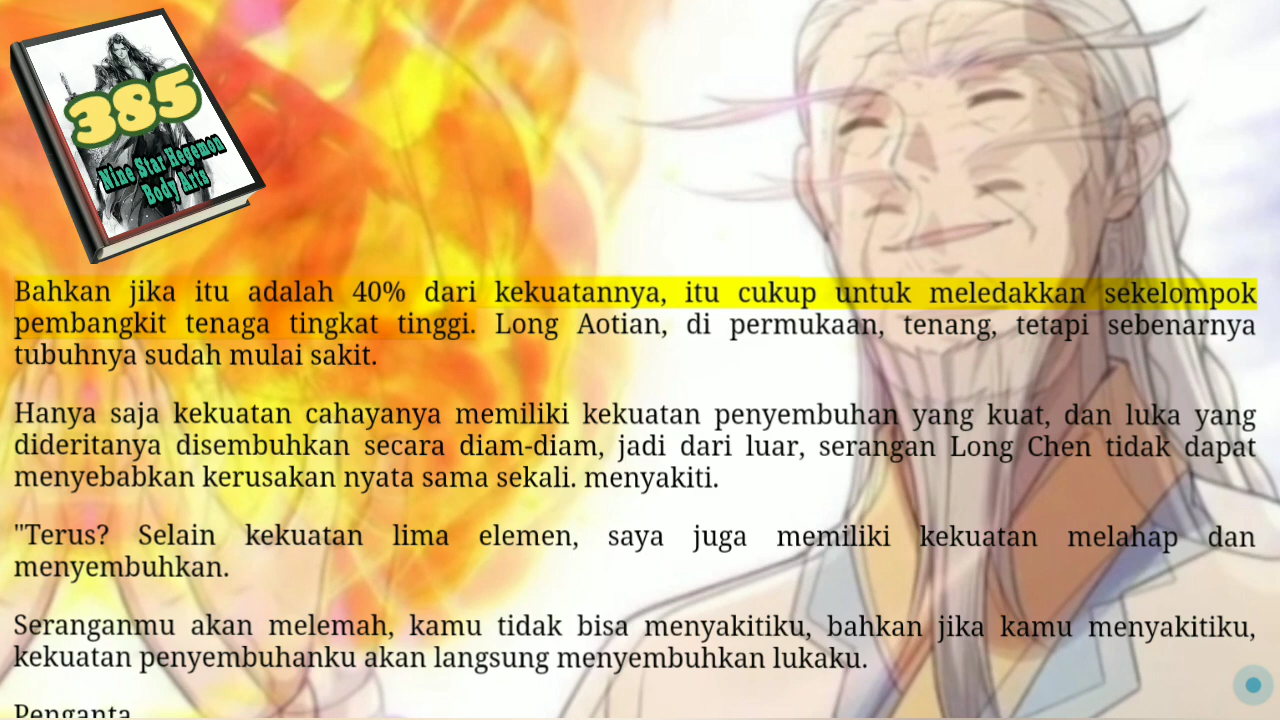 385
Nine Star Hegemon
Body Arts
Bahkan jika itu adalah 40% dari kekuatannya, itu cukup untuk meledakkan sekelompok
pembangkit tenaga tingkat tinggi. Long Aotian, di permukaan, tenang, tetapi sebenarnya
tubuhnya sudah mulai sakit.
Hanya saja kekuatan cahayanya memiliki kekuatan penyembuhan yang kuat, dan luka yang
dideritanya disembuhkan secara diam-diam, jadi dari luar, serangan Long Chen tidak dapat
menyebabkan kerusakan nyata sama sekali. menyakiti.
"Terus? Selain kekuatan lima elemen, saya juga memiliki kekuatan melahap dan
menyembuhkan.
Seranganmu akan melemah, kamu tidak bisa menyakitiku, bahkan jika kamu menyakitiku,
kekuatan penyembuhanku akan langsung menyembuhkan lukaku.
Penganta